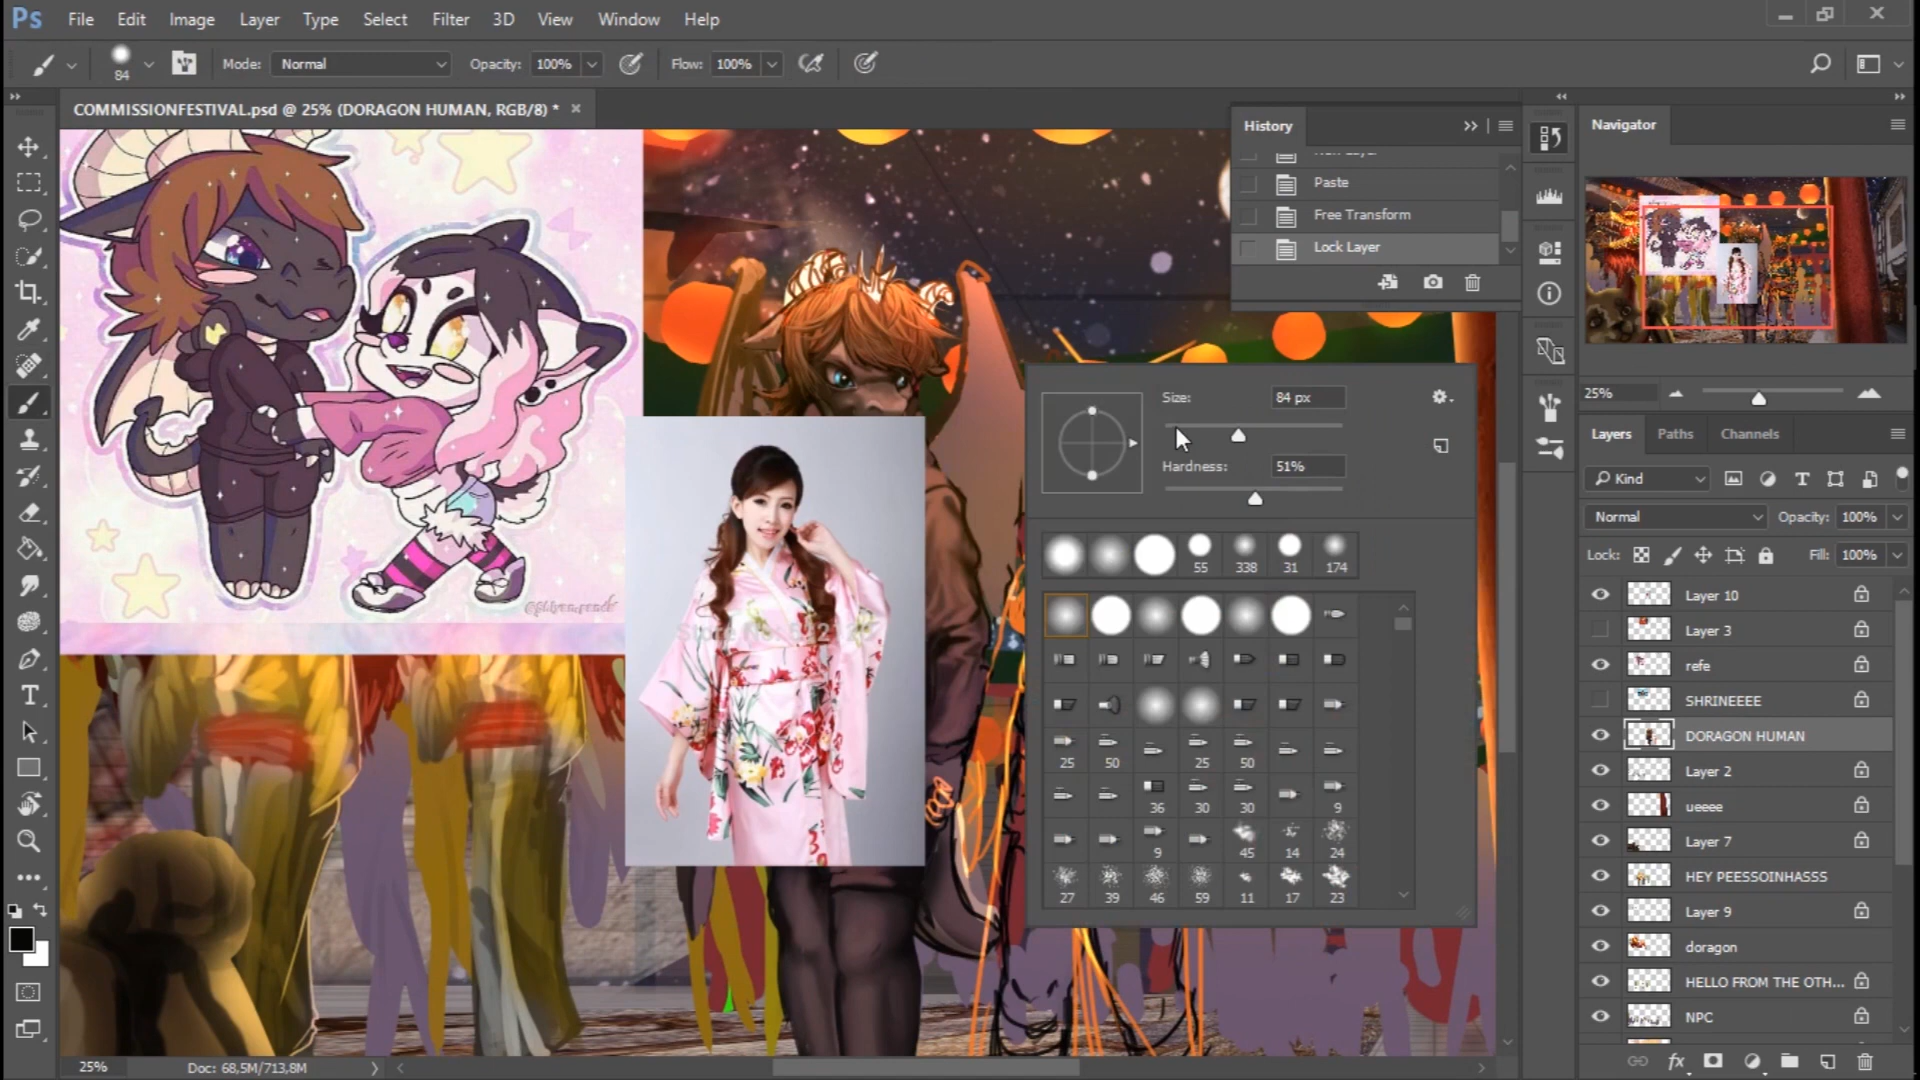 Ps File Edit Image Layer Type Select Filter 3D View Window Help
84 Mode: Normal Opacity: 100% Flow: 100%
COMMISSIONFESTIVAL.psd @ 25% (DORAGON HUMAN, RGB/8) * ×
History
Paste
Free Transform
Lock Layer
Navigator
25%
Size: 84 px
Hardness: 51%
55 338 31 174
25 50 25 50
36 30 30 9
9 45 14 24
27 39 46 59 11 17 23
Layers Paths Channels
Kind
Normal Opacity: 100%
Lock: Fill: 100%
Layer 10
Layer 3
refe
SHRINEEEE
DORAGON HUMAN
Layer 2
ueeee
Layer 7
HEY PEESSOINHASSS
Layer 9
doragon
HELLO FROM THE OTH...
NPC
fx
25% Doc: 68,5M/713,8M